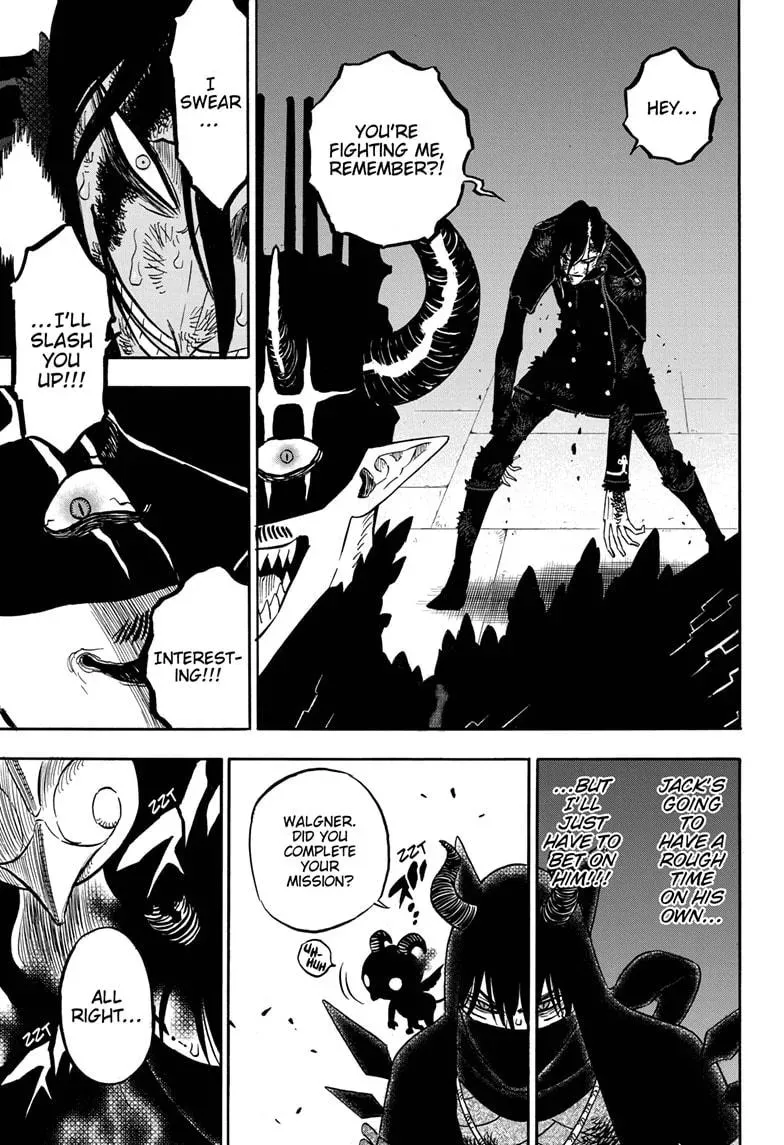 HEY...
YOU'RE
FIGHTING ME,
REMEMBER?!
I
SWEAR
...
...I'LL
SLASH
YOU
UP!!!
INTEREST-
ING!!!
JACK'S
GOING
TO
HAVE A
ROUGH
TIME
ON HIS
OWN...
...BUT
I'LL
JUST
HAVE TO
BET ON
HIM!!!
WALGNER.
DID YOU
COMPLETE
YOUR
MISSION?
ZZT
UH-
HUH
ZZT
ALL
RIGHT...
ZZT